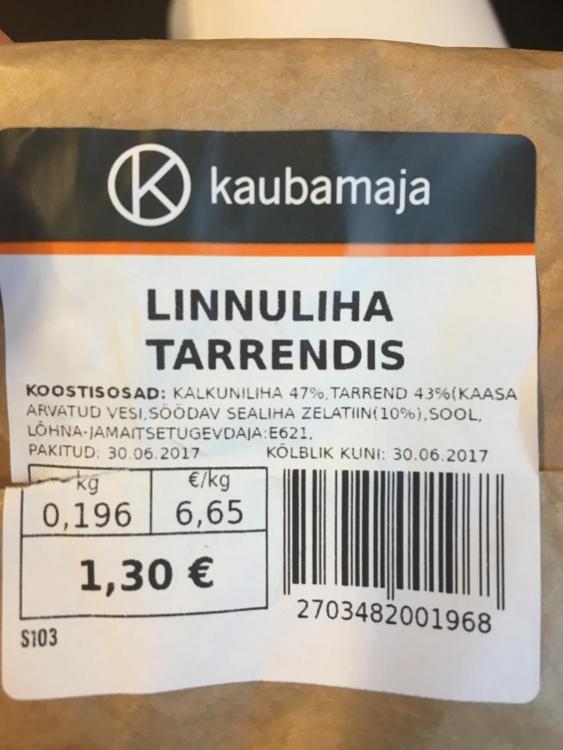 kaubamaja
LINNULIHA
TARRENDIS
KOOSTISOSAD: KALKUNILIHA 47%,TARREND 43%(KAASA
ARVATUD VESI,SÖÖDAV SEALIHA ZELATIIN(10%),SOOL,
LÕHNA-JAMAITSETUGEVDAJA:E621,
PAKITUD: 30.06.2017 KÕLBLIK KUNI: 30.06.2017
kg €/kg
0,196 6,65
1,30 €
2703482001968
S103